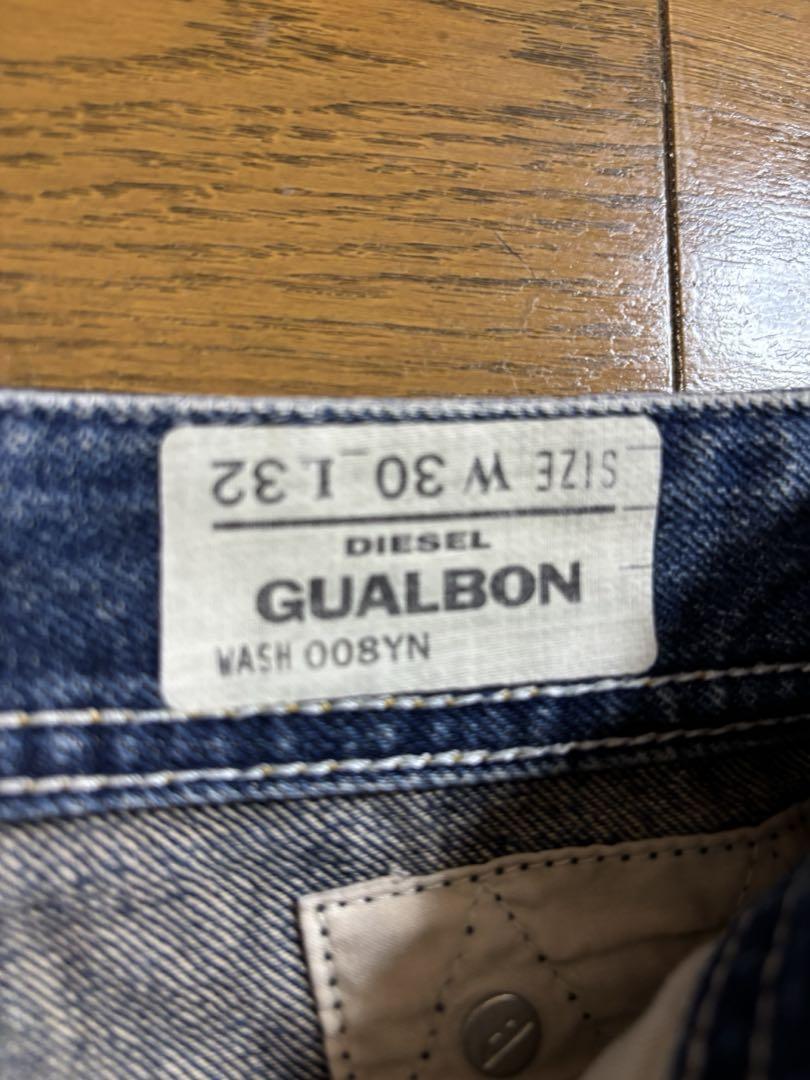 SIZE W 30 L 32
DIESEL
GUALBON
WASH 008YN